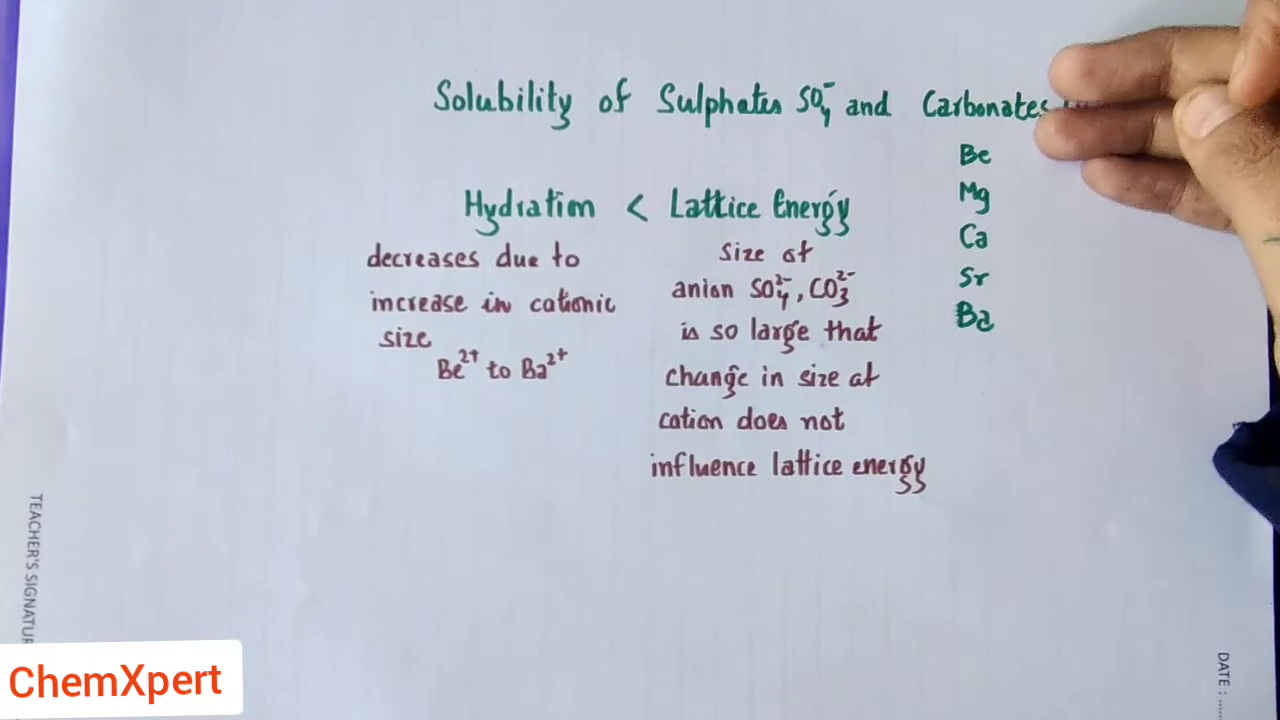 Solubility of Sulphates SO₄⁻ and Carbonates
Be
Mg
Ca
Sr
Ba
Hydration < Lattice Energy
decreases due to
increase in cationic
size
Be²⁺ to Ba²⁺
Size of
anion SO₄²⁻, CO₃²⁻
is so large that
change in size of
cation does not
influence lattice energy
TEACHER'S SIGNATUR
DATE : ......
ChemXpert